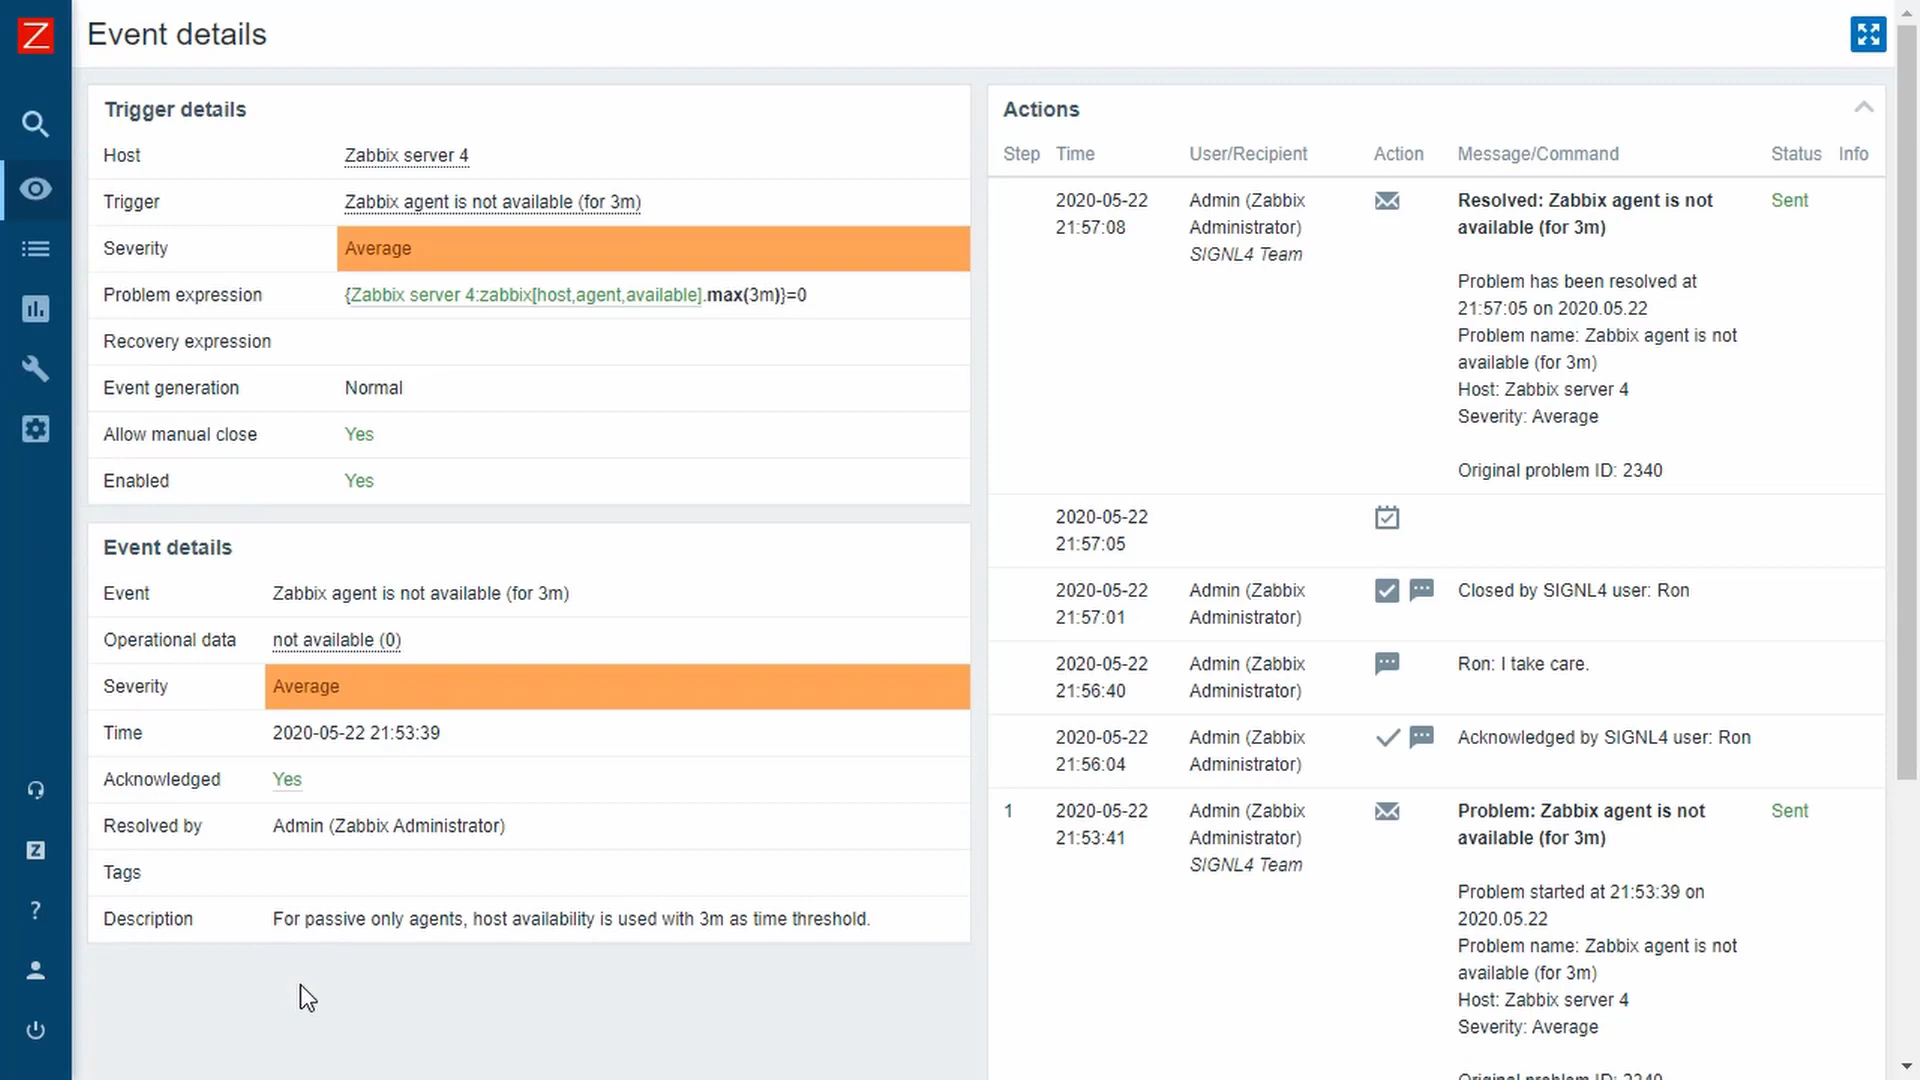 Z
Event details
Trigger details
Host Zabbix server 4
Trigger Zabbix agent is not available (for 3m)
Severity Average
Problem expression {Zabbix server 4:zabbix[host,agent,available].max(3m)}=0
Recovery expression
Event generation Normal
Allow manual close Yes
Enabled Yes
Event details
Event Zabbix agent is not available (for 3m)
Operational data not available (0)
Severity Average
Time 2020-05-22 21:53:39
Acknowledged Yes
Resolved by Admin (Zabbix Administrator)
Tags
Description For passive only agents, host availability is used with 3m as time threshold.
Z
?
Actions
Step Time User/Recipient Action Message/Command Status Info
2020-05-22 Admin (Zabbix Resolved: Zabbix agent is not Sent
21:57:08 Administrator) available (for 3m)
SIGNL4 Team
Problem has been resolved at
21:57:05 on 2020.05.22
Problem name: Zabbix agent is not
available (for 3m)
Host: Zabbix server 4
Severity: Average
Original problem ID: 2340
2020-05-22
21:57:05
2020-05-22 Admin (Zabbix Closed by SIGNL4 user: Ron
21:57:01 Administrator)
2020-05-22 Admin (Zabbix Ron: I take care.
21:56:40 Administrator)
2020-05-22 Admin (Zabbix Acknowledged by SIGNL4 user: Ron
21:56:04 Administrator)
1 2020-05-22 Admin (Zabbix Problem: Zabbix agent is not Sent
21:53:41 Administrator) available (for 3m)
SIGNL4 Team
Problem started at 21:53:39 on
2020.05.22
Problem name: Zabbix agent is not
available (for 3m)
Host: Zabbix server 4
Severity: Average
Original problem ID: 2340